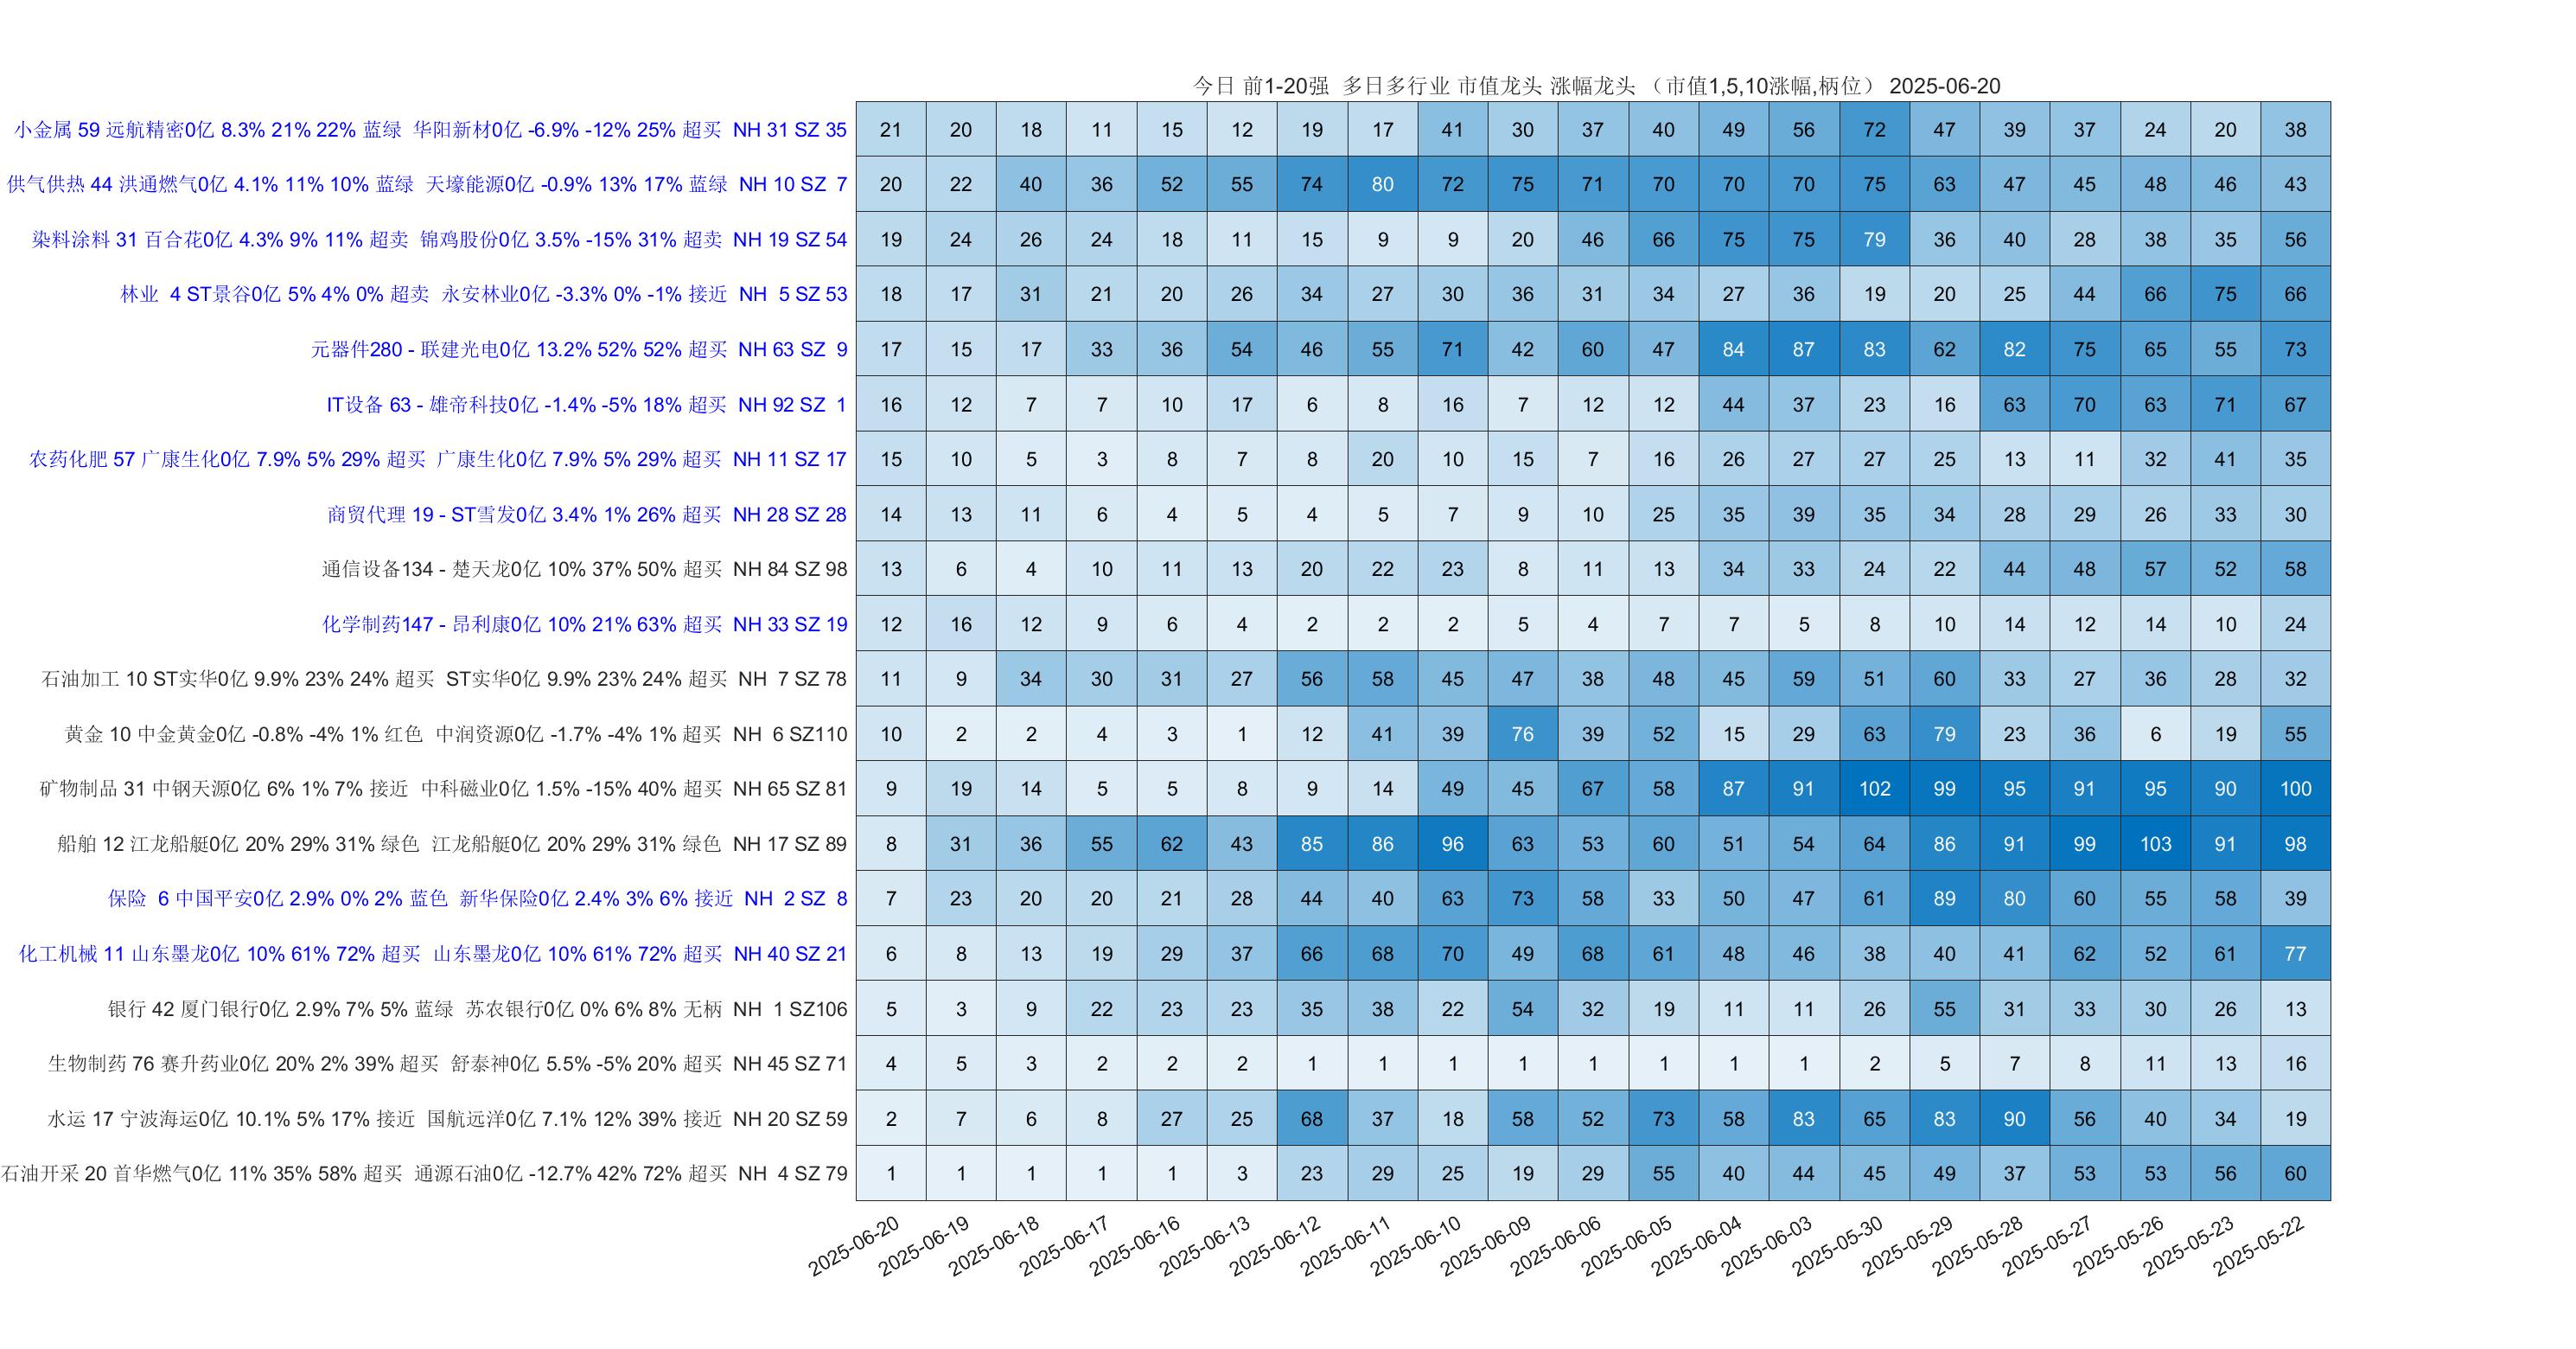 今日 前1-20强 多日多行业 市值龙头 涨幅龙头 （市值1,5,10涨幅,柄位） 2025-06-20
小金属 59 远航精密0亿 8.3% 21% 22% 蓝绿 华阳新材0亿 -6.9% -12% 25% 超买 NH 31 SZ 35 21 20 18 11 15 12 19 17 41 30 37 40 49 56 72 47 39 37 24 20 38
供气供热 44 洪通燃气0亿 4.1% 11% 10% 蓝绿 天壕能源0亿 -0.9% 13% 17% 蓝绿 NH 10 SZ 7 20 22 40 36 52 55 74 80 72 75 71 70 70 70 75 63 47 45 48 46 43
染料涂料 31 百合花0亿 4.3% 9% 11% 超卖 锦鸡股份0亿 3.5% -15% 31% 超卖 NH 19 SZ 54 19 24 26 24 18 11 15 9 9 20 46 66 75 75 79 36 40 28 38 35 56
林业 4 ST景谷0亿 5% 4% 0% 超卖 永安林业0亿 -3.3% 0% -1% 接近 NH 5 SZ 53 18 17 31 21 20 26 34 27 30 36 31 34 27 36 19 20 25 44 66 75 66
元器件280 - 联建光电0亿 13.2% 52% 52% 超买 NH 63 SZ 9 17 15 17 33 36 54 46 55 71 42 60 47 84 87 83 62 82 75 65 55 73
IT设备 63 - 雄帝科技0亿 -1.4% -5% 18% 超买 NH 92 SZ 1 16 12 7 7 10 17 6 8 16 7 12 12 44 37 23 16 63 70 63 71 67
农药化肥 57 广康生化0亿 7.9% 5% 29% 超买 广康生化0亿 7.9% 5% 29% 超买 NH 11 SZ 17 15 10 5 3 8 7 8 20 10 15 7 16 26 27 27 25 13 11 32 41 35
商贸代理 19 - ST雪发0亿 3.4% 1% 26% 超买 NH 28 SZ 28 14 13 11 6 4 5 4 5 7 9 10 25 35 39 35 34 28 29 26 33 30
通信设备134 - 楚天龙0亿 10% 37% 50% 超买 NH 84 SZ 98 13 6 4 10 11 13 20 22 23 8 11 13 34 33 24 22 44 48 57 52 58
化学制药147 - 昂利康0亿 10% 21% 63% 超买 NH 33 SZ 19 12 16 12 9 6 4 2 2 2 5 4 7 7 5 8 10 14 12 14 10 24
石油加工 10 ST实华0亿 9.9% 23% 24% 超买 ST实华0亿 9.9% 23% 24% 超买 NH 7 SZ 78 11 9 34 30 31 27 56 58 45 47 38 48 45 59 51 60 33 27 36 28 32
黄金 10 中金黄金0亿 -0.8% -4% 1% 红色 中润资源0亿 -1.7% -4% 1% 超买 NH 6 SZ110 10 2 2 4 3 1 12 41 39 76 39 52 15 29 63 79 23 36 6 19 55
矿物制品 31 中钢天源0亿 6% 1% 7% 接近 中科磁业0亿 1.5% -15% 40% 超买 NH 65 SZ 81 9 19 14 5 5 8 9 14 49 45 67 58 87 91 102 99 95 91 95 90 100
船舶 12 江龙船艇0亿 20% 29% 31% 绿色 江龙船艇0亿 20% 29% 31% 绿色 NH 17 SZ 89 8 31 36 55 62 43 85 86 96 63 53 60 51 54 64 86 91 99 103 91 98
保险 6 中国平安0亿 2.9% 0% 2% 蓝色 新华保险0亿 2.4% 3% 6% 接近 NH 2 SZ 8 7 23 20 20 21 28 44 40 63 73 58 33 50 47 61 89 80 60 55 58 39
化工机械 11 山东墨龙0亿 10% 61% 72% 超买 山东墨龙0亿 10% 61% 72% 超买 NH 40 SZ 21 6 8 13 19 29 37 66 68 70 49 68 61 48 46 38 40 41 62 52 61 77
银行 42 厦门银行0亿 2.9% 7% 5% 蓝绿 苏农银行0亿 0% 6% 8% 无柄 NH 1 SZ106 5 3 9 22 23 23 35 38 22 54 32 19 11 11 26 55 31 33 30 26 13
生物制药 76 赛升药业0亿 20% 2% 39% 超买 舒泰神0亿 5.5% -5% 20% 超买 NH 45 SZ 71 4 5 3 2 2 2 1 1 1 1 1 1 1 1 2 5 7 8 11 13 16
水运 17 宁波海运0亿 10.1% 5% 17% 接近 国航远洋0亿 7.1% 12% 39% 接近 NH 20 SZ 59 2 7 6 8 27 25 68 37 18 58 52 73 58 83 65 83 90 56 40 34 19
石油开采 20 首华燃气0亿 11% 35% 58% 超买 通源石油0亿 -12.7% 42% 72% 超买 NH 4 SZ 79 1 1 1 1 1 3 23 29 25 19 29 55 40 44 45 49 37 53 53 56 60
2025-06-20 2025-06-19 2025-06-18 2025-06-17 2025-06-16 2025-06-13 2025-06-12 2025-06-11 2025-06-10 2025-06-09 2025-06-06 2025-06-05 2025-06-04 2025-06-03 2025-05-30 2025-05-29 2025-05-28 2025-05-27 2025-05-26 2025-05-23 2025-05-22